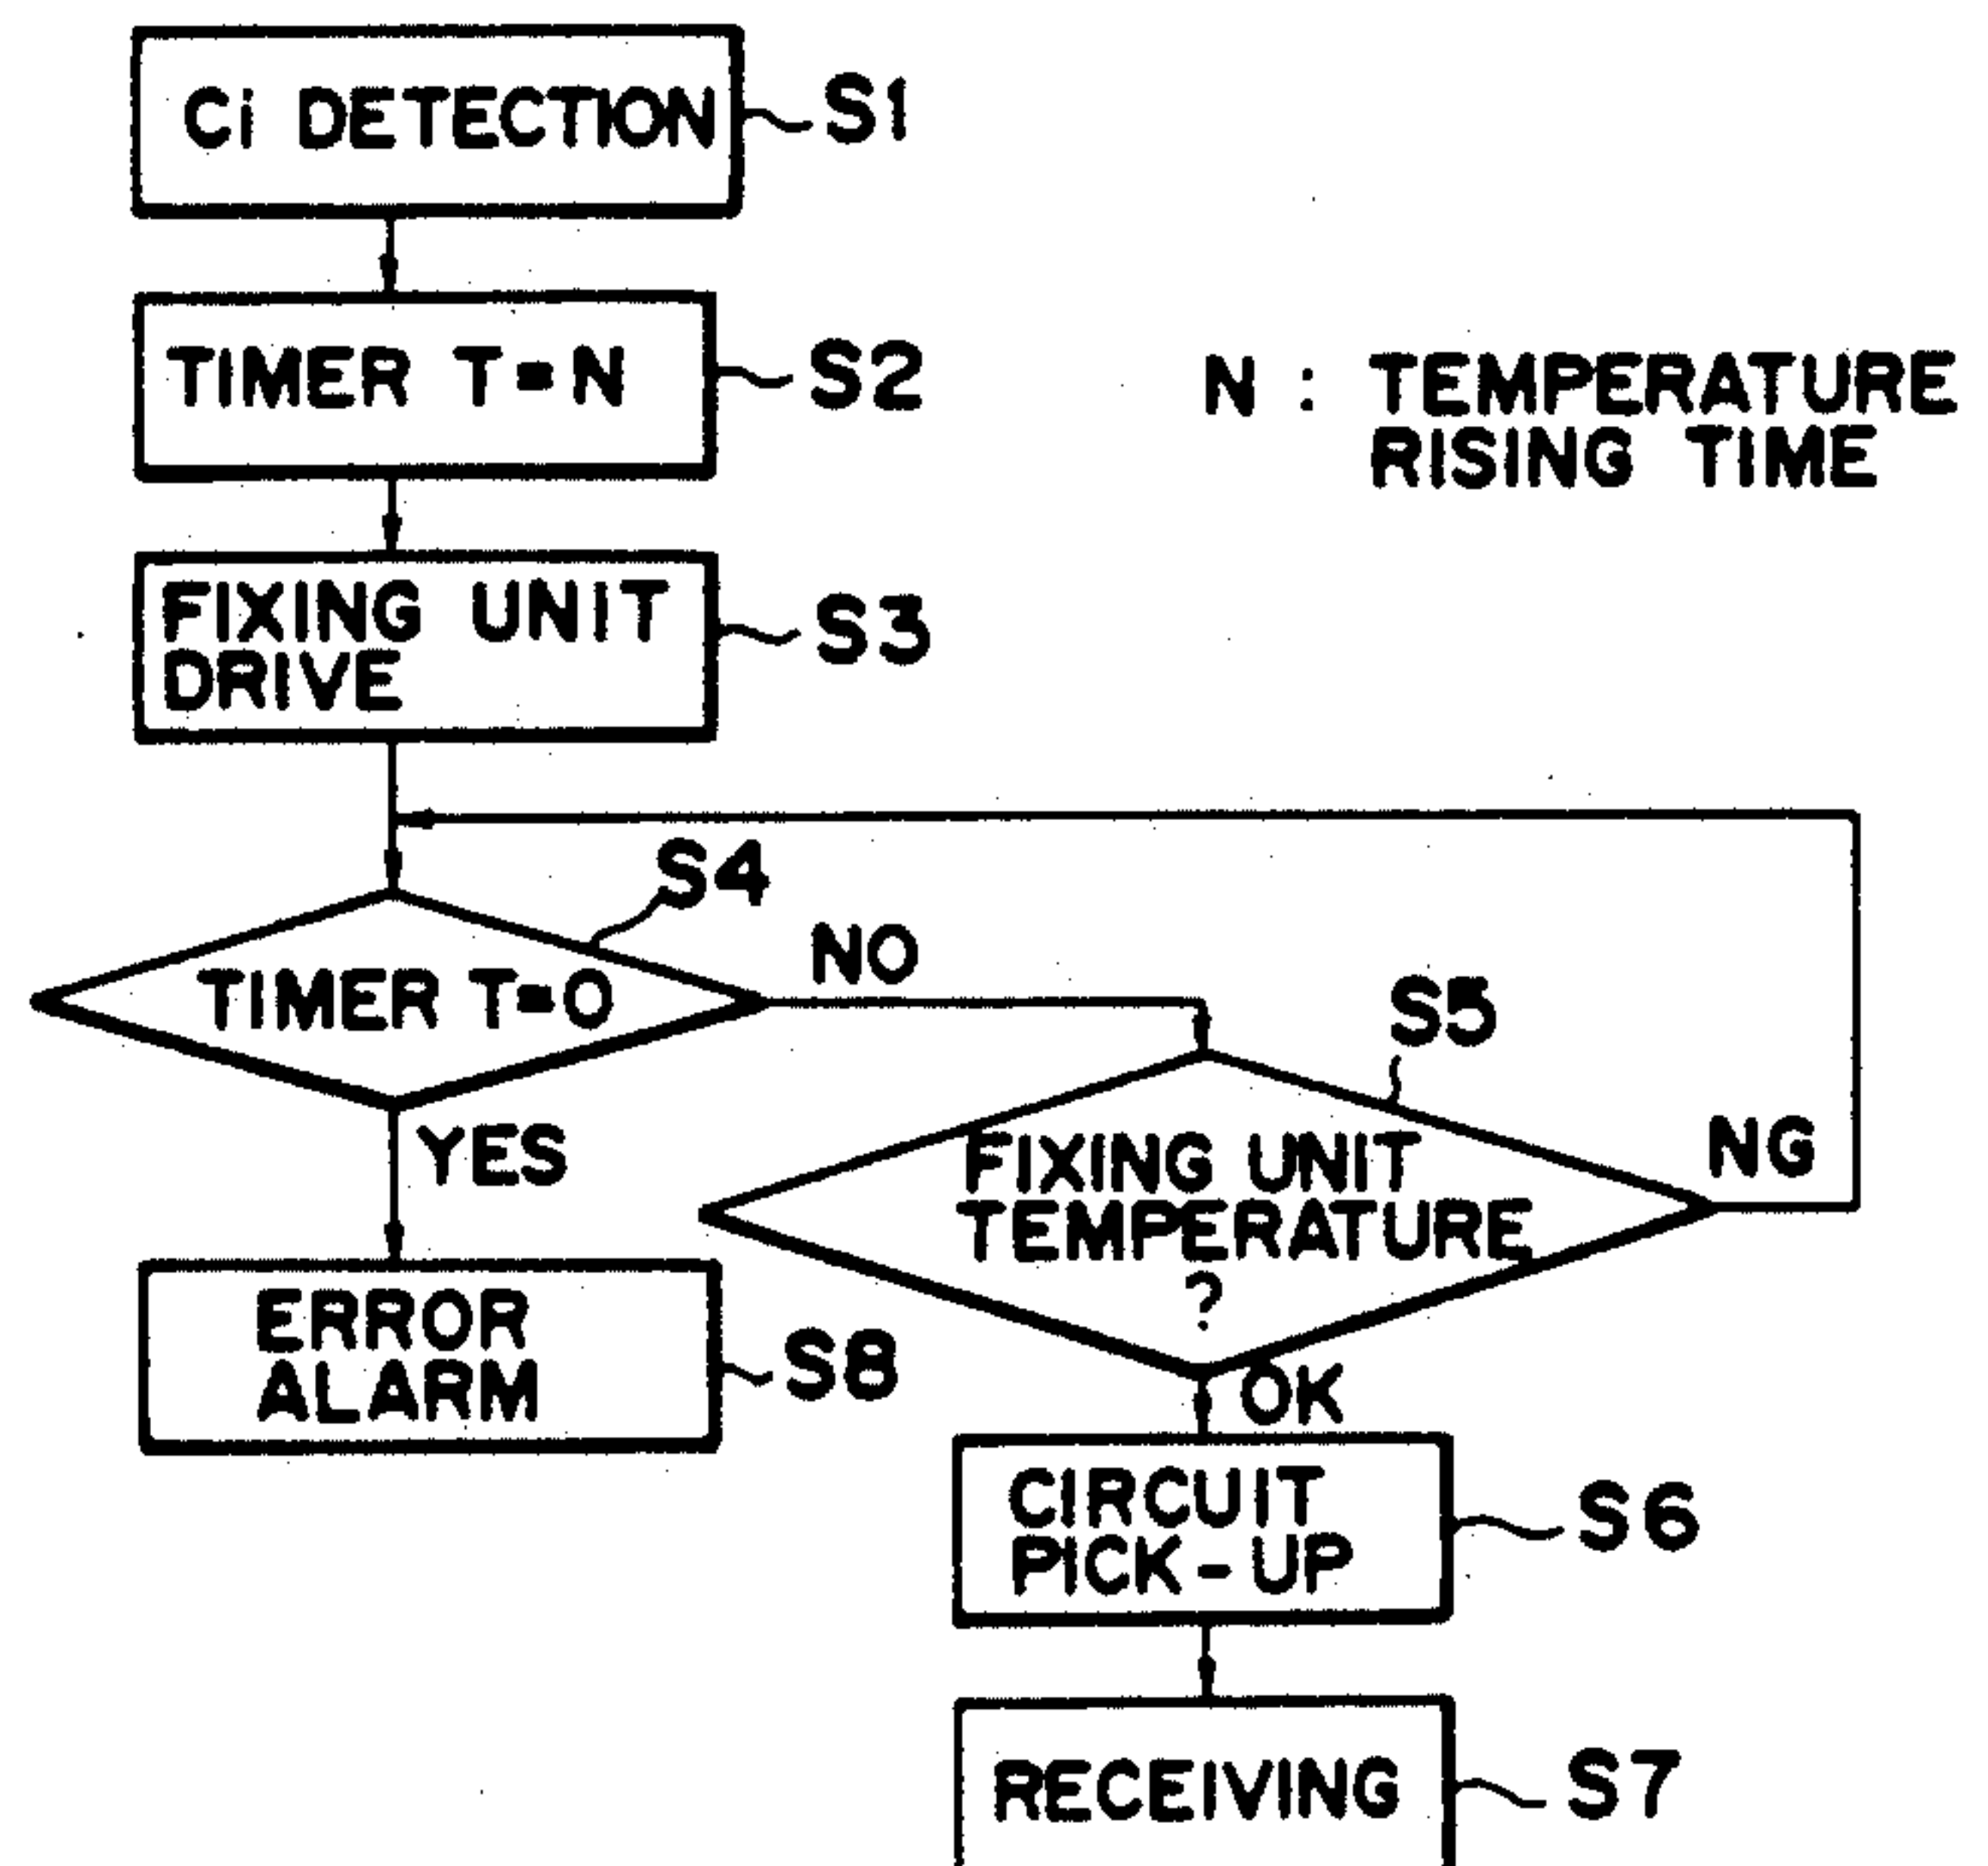 Ci DETECTION
S1
TIMER T=N
S2
N : TEMPERATURE
RISING TIME
FIXING UNIT
DRIVE
S3
S4
TIMER T=0
NO
YES
S5
FIXING UNIT
TEMPERATURE
?
NG
OK
ERROR
ALARM
S8
CIRCUIT
PICK-UP
S6
RECEIVING
S7